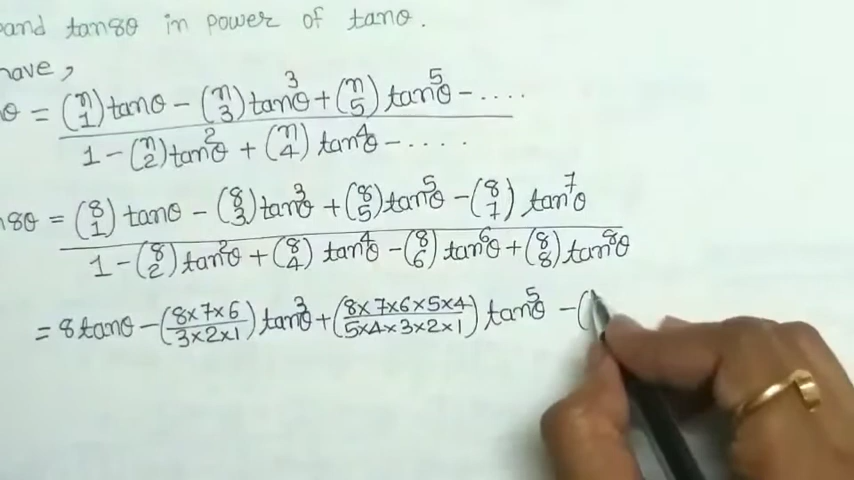 and tan8θ in power of tanθ.
have,
θ = (n 1) tanθ − (n 3) tan³θ + (n 5) tan⁵θ − ....
1 − (n 2) tan²θ + (n 4) tan⁴θ − ....
n8θ = (8 1) tanθ − (8 3) tan³θ + (8 5) tan⁵θ − (8 7) tan⁷θ
1 − (8 2) tan²θ + (8 4) tan⁴θ − (8 6) tan⁶θ + (8 8) tan⁸θ
= 8tanθ − (8×7×6 / 3×2×1) tan³θ + (8×7×6×5×4 / 5×4×3×2×1) tan⁵θ − (